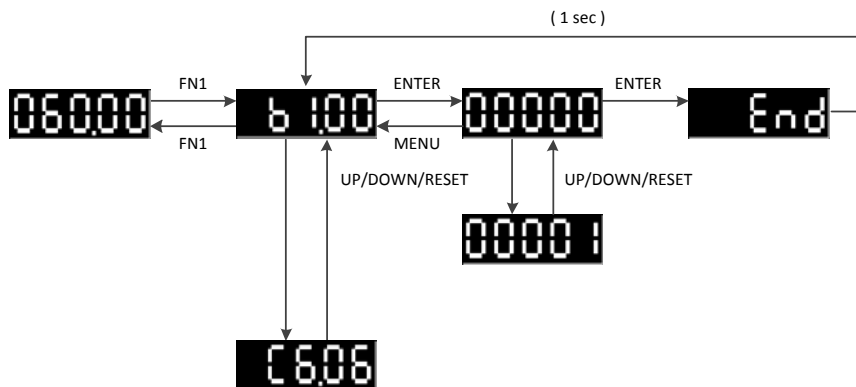 ( 1 sec )
FN1
ENTER
ENTER
060.00
b1.00
00000
End
FN1
MENU
UP/DOWN/RESET
UP/DOWN/RESET
00001
C6.06